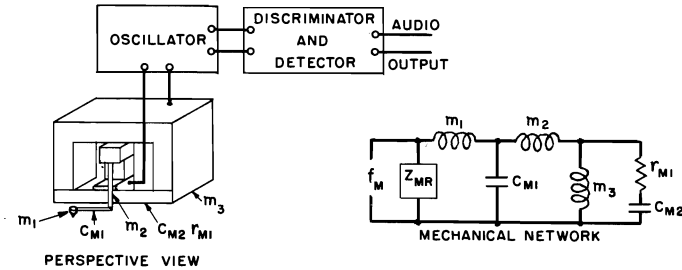 OSCILLATOR
DISCRIMINATOR
AND
DETECTOR
AUDIO
OUTPUT
m1
CM1
m2
CM2 rM1
m3
PERSPECTIVE VIEW
fM
ZMR
m1
CM1
m2
m3
rM1
CM2
MECHANICAL NETWORK